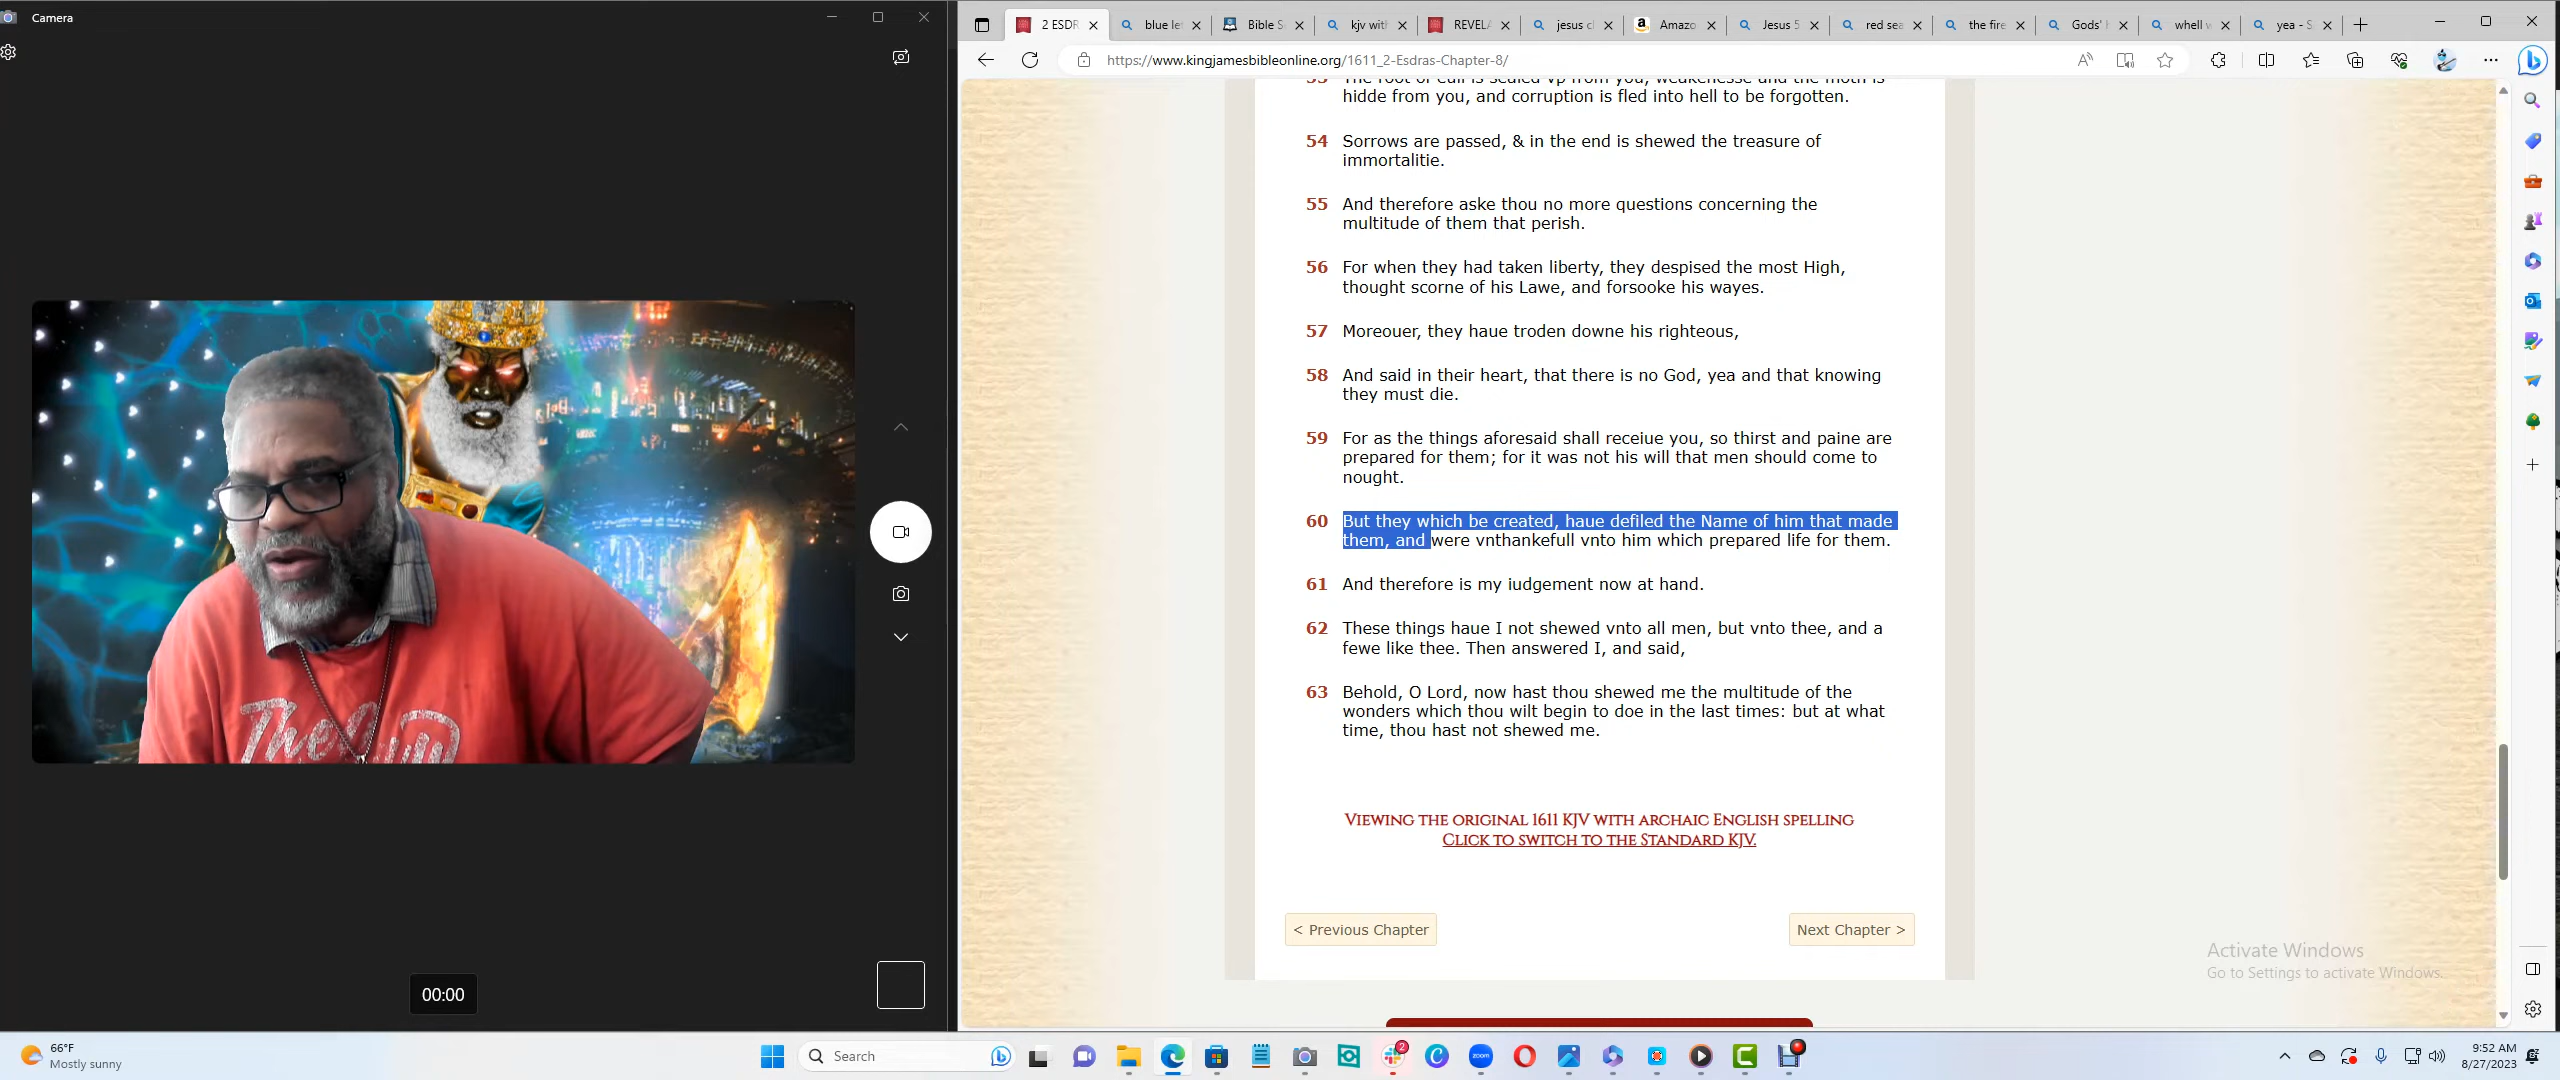 Camera
00:00
2 ESDR
blue let
Bible S
kjv with
REVELA
jesus cl
Amazo
Jesus 5
red sea
the fire
Gods' h
whell w
yea - S
https://www.kingjamesbibleonline.org/1611_2-Esdras-Chapter-8/
hidde from you, and corruption is fled into hell to be forgotten.
54 Sorrows are passed, & in the end is shewed the treasure of
immortalitie.
55 And therefore aske thou no more questions concerning the
multitude of them that perish.
56 For when they had taken liberty, they despised the most High,
thought scorne of his Lawe, and forsooke his wayes.
57 Moreouer, they haue troden downe his righteous,
58 And said in their heart, that there is no God, yea and that knowing
they must die.
59 For as the things aforesaid shall receiue you, so thirst and paine are
prepared for them; for it was not his will that men should come to
nought.
60 But they which be created, haue defiled the Name of him that made
them, and were vnthankefull vnto him which prepared life for them.
61 And therefore is my iudgement now at hand.
62 These things haue I not shewed vnto all men, but vnto thee, and a
fewe like thee. Then answered I, and said,
63 Behold, O Lord, now hast thou shewed me the multitude of the
wonders which thou wilt begin to doe in the last times: but at what
time, thou hast not shewed me.
Viewing the original 1611 KJV with archaic English spelling
Click to switch to the Standard KJV.
< Previous Chapter
Next Chapter >
Activate Windows
Go to Settings to activate Windows.
66°F
Mostly sunny
Search
zoom
2
9:52 AM
8/27/2023